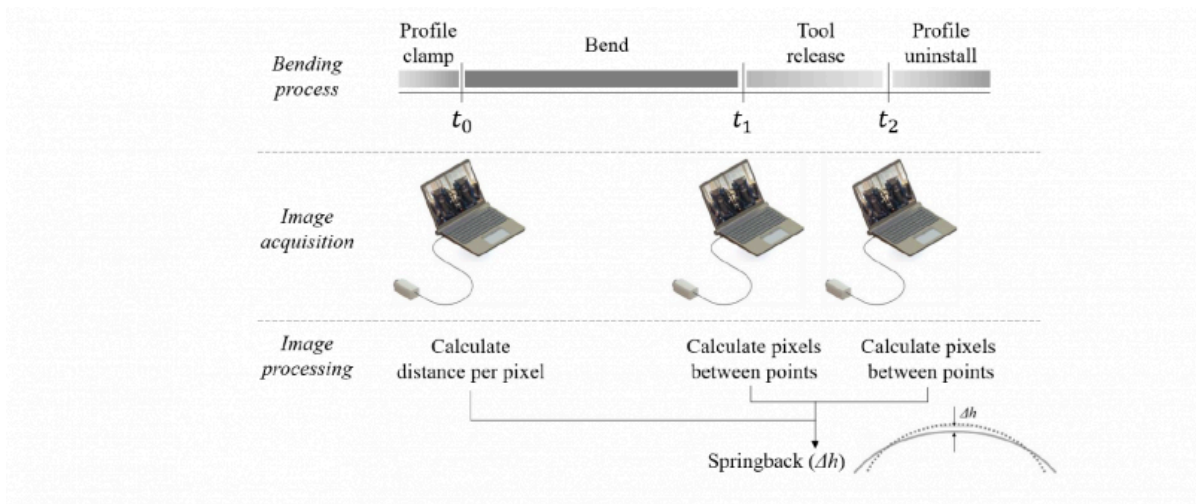 Profile
clamp
Bend
Tool
release
Profile
uninstall
Bending
process
t₀
t₁
t₂
Image
acquisition
Image
processing
Calculate
distance per pixel
Calculate pixels
between points
Calculate pixels
between points
Δh
Springback (Δh)